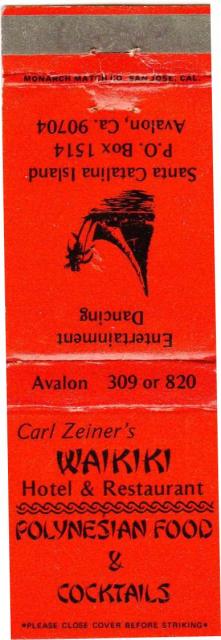 MONARCH MATCH CO. SAN JOSE, CAL.
Entertainment
Dancing
Santa Catalina Island
P.O. Box 1514
Avalon, Ca. 90704
Avalon 309 or 820
Carl Zeiner's
WAIKIKI
Hotel & Restaurant
POLYNESIAN FOOD
&
COCKTAILS
*PLEASE CLOSE COVER BEFORE STRIKING*